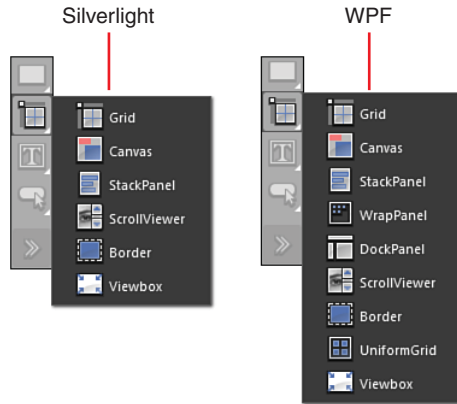 Silverlight
Grid
Canvas
StackPanel
ScrollViewer
Border
Viewbox
WPF
Grid
Canvas
StackPanel
WrapPanel
DockPanel
ScrollViewer
Border
UniformGrid
Viewbox